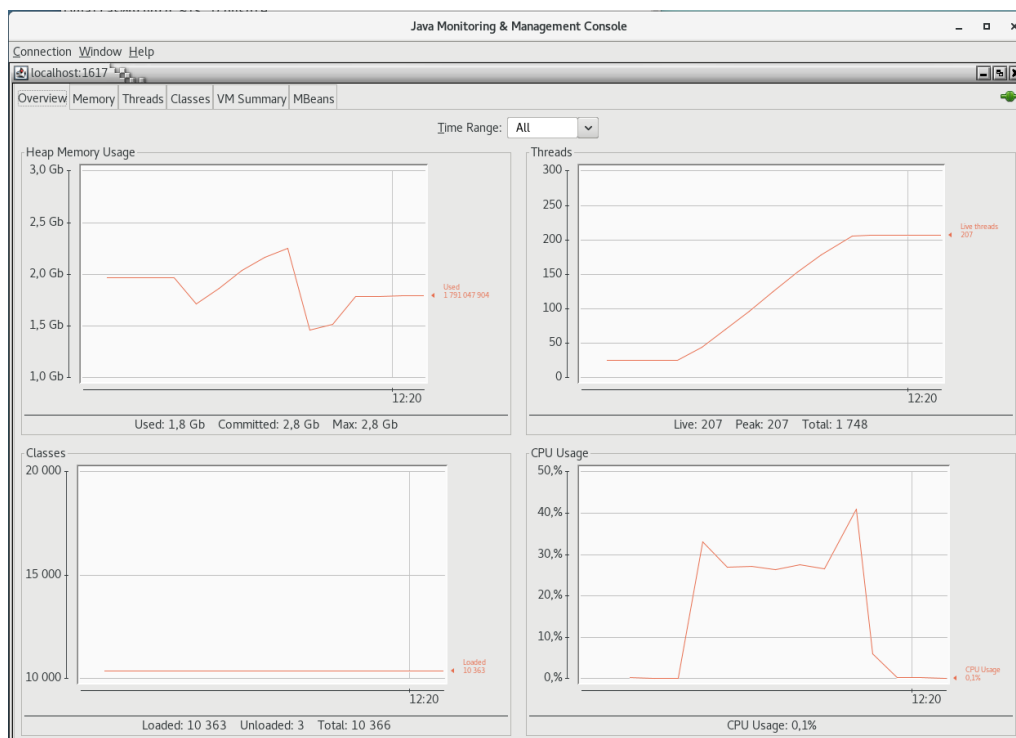 Java Monitoring & Management Console
Connection Window Help
localhost:1617
Overview Memory Threads Classes VM Summary MBeans
Time Range: All
Heap Memory Usage
3,0 Gb
2,5 Gb
2,0 Gb
1,5 Gb
1,0 Gb
Used
1 791 047 904
12:20
Used: 1,8 Gb Committed: 2,8 Gb Max: 2,8 Gb
Threads
300
250
200
150
100
50
0
Live threads
207
12:20
Live: 207 Peak: 207 Total: 1 748
Classes
20 000
15 000
10 000
Loaded
10 363
12:20
Loaded: 10 363 Unloaded: 3 Total: 10 366
CPU Usage
50,%
40,%
30,%
20,%
10,%
0,%
CPU Usage
0,1%
12:20
CPU Usage: 0,1%